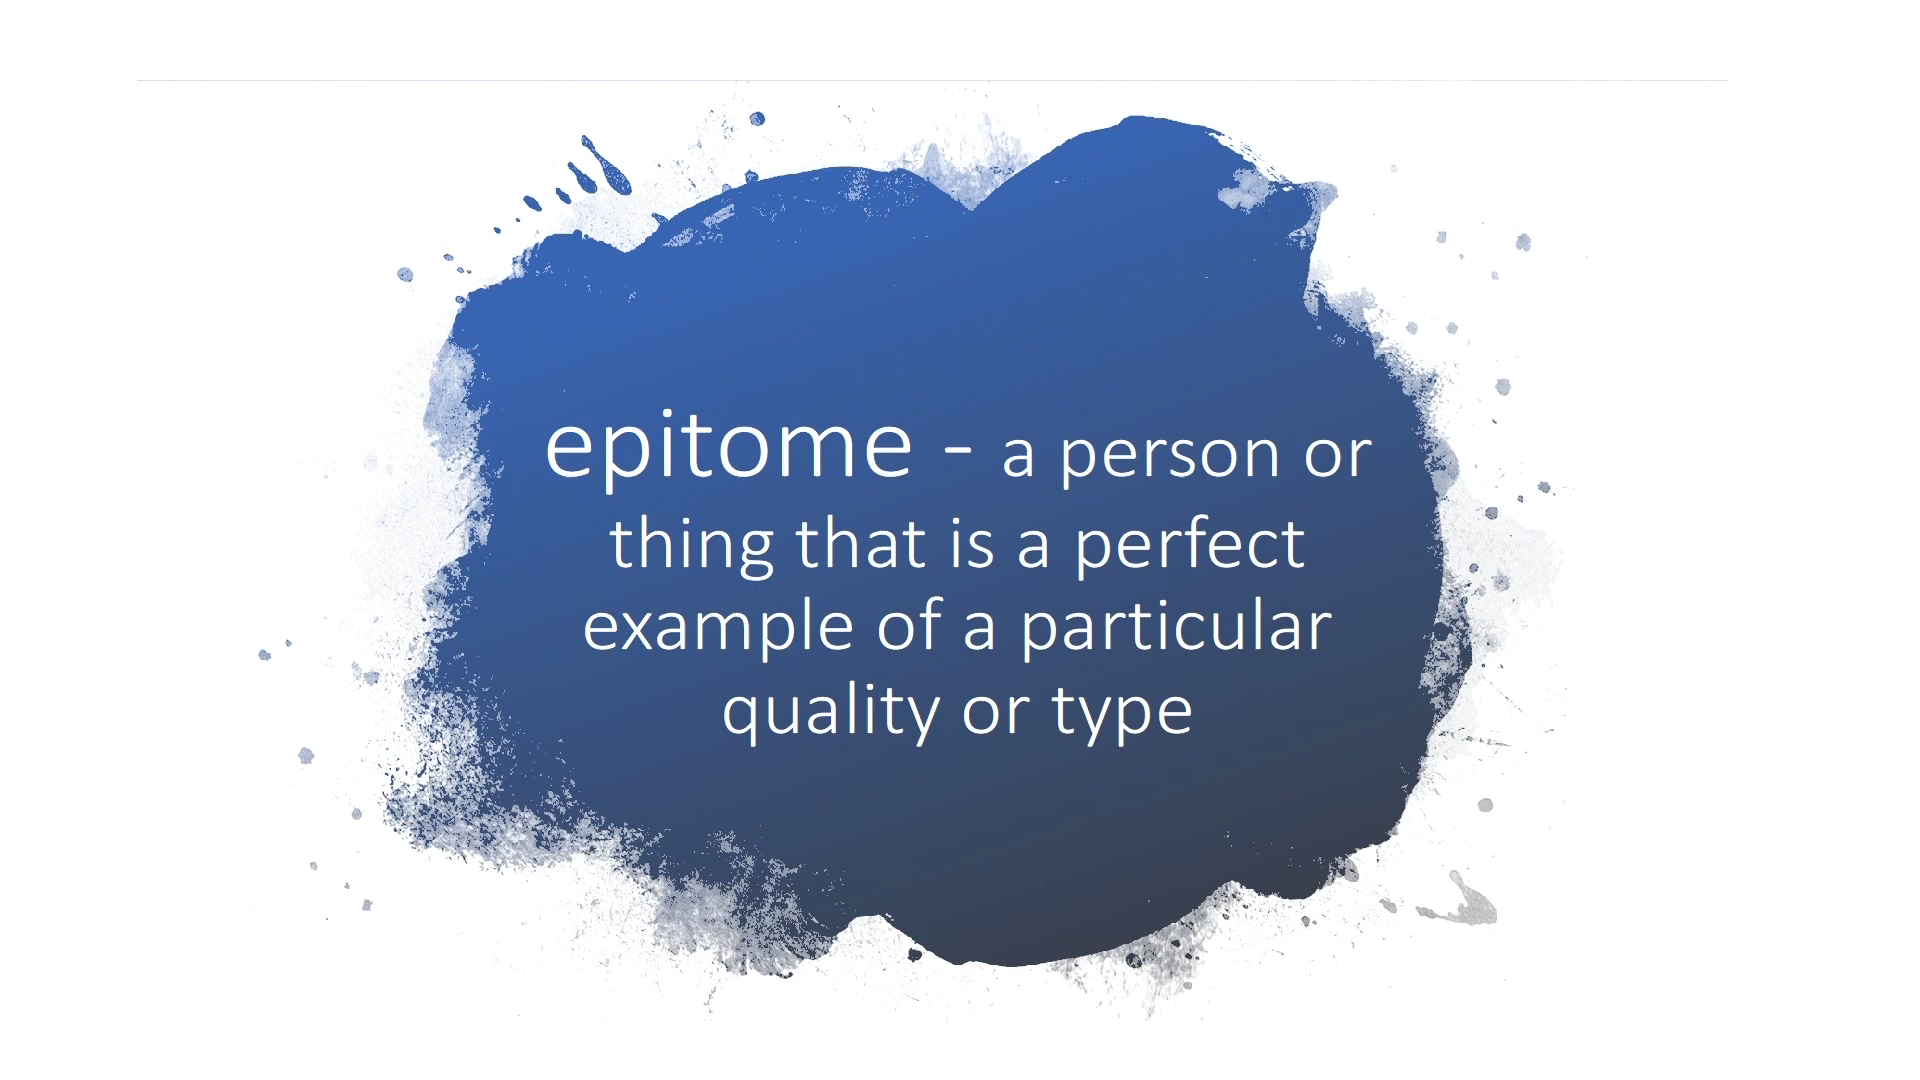 epitome - a person or
thing that is a perfect
example of a particular
quality or type